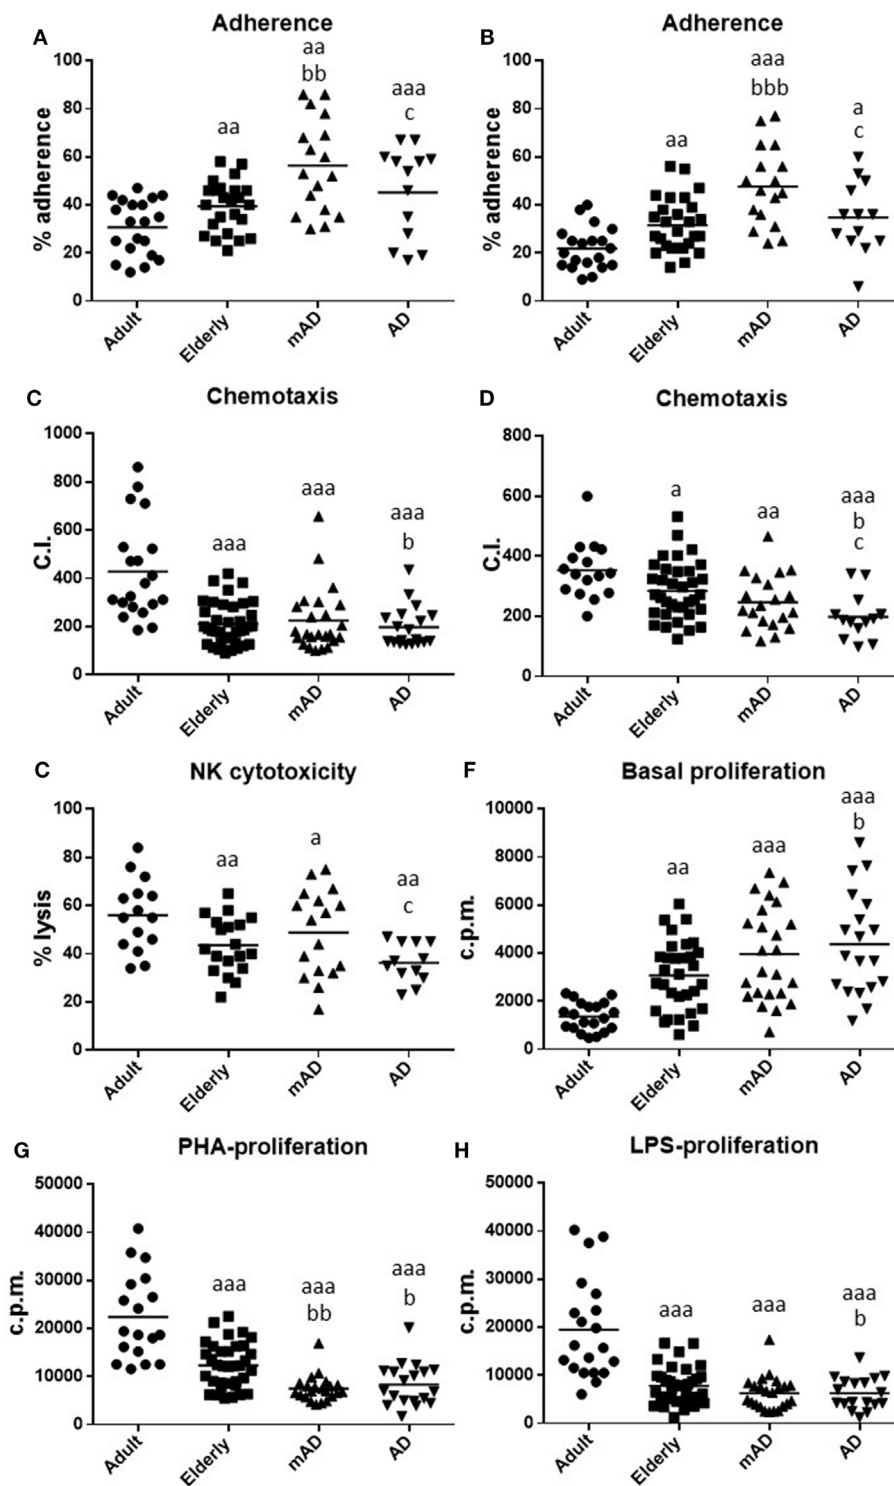 A
Adherence
% adherence
100
80
60
40
20
0
aa
aa
bb
aaa
c
Adult
Elderly
mAD
AD
B
Adherence
% adherence
100
80
60
40
20
0
aa
aaa
bbb
a
c
Adult
Elderly
mAD
AD
C
Chemotaxis
C.I.
1000
800
600
400
200
0
aaa
aaa
aaa
b
Adult
Elderly
mAD
AD
D
Chemotaxis
C.I.
800
600
400
200
0
a
aa
aaa
b
c
Adult
Elderly
mAD
AD
C
NK cytotoxicity
% lysis
100
80
60
40
20
0
aa
a
aa
c
Adult
Elderly
mAD
AD
F
Basal proliferation
c.p.m.
10000
8000
6000
4000
2000
0
aa
aaa
aaa
b
Adult
Elderly
mAD
AD
G
PHA-proliferation
c.p.m.
50000
40000
30000
20000
10000
0
aaa
aaa
bb
aaa
b
Adult
Elderly
mAD
AD
H
LPS-proliferation
c.p.m.
50000
40000
30000
20000
10000
0
aaa
aaa
aaa
b
Adult
Elderly
mAD
AD